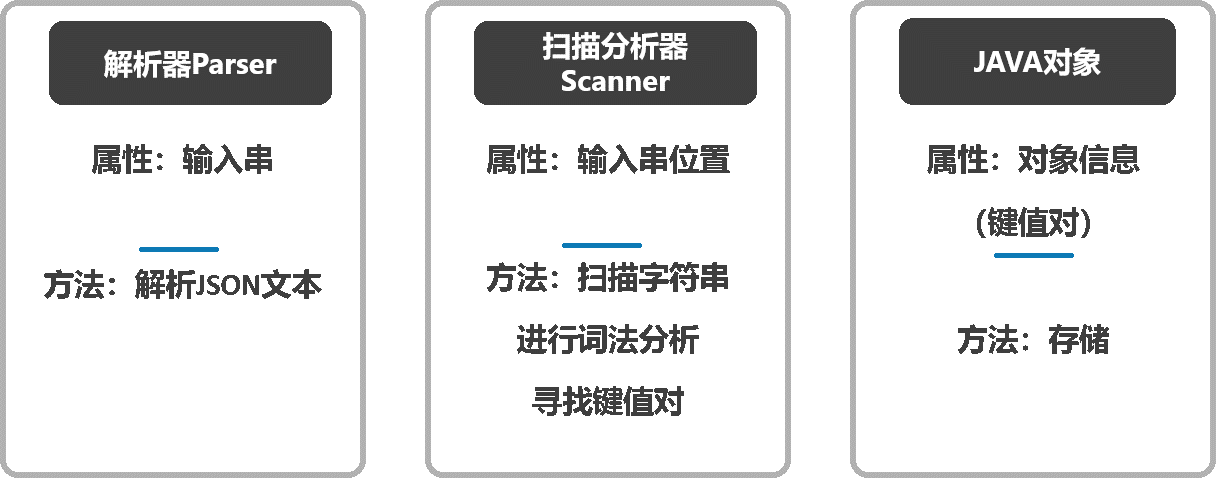 解析器Parser
属性：输入串
方法：解析JSON文本
扫描分析器
Scanner
属性：输入串位置
方法：扫描字符串
进行词法分析
寻找键值对
JAVA对象
属性：对象信息
（键值对）
方法：存储